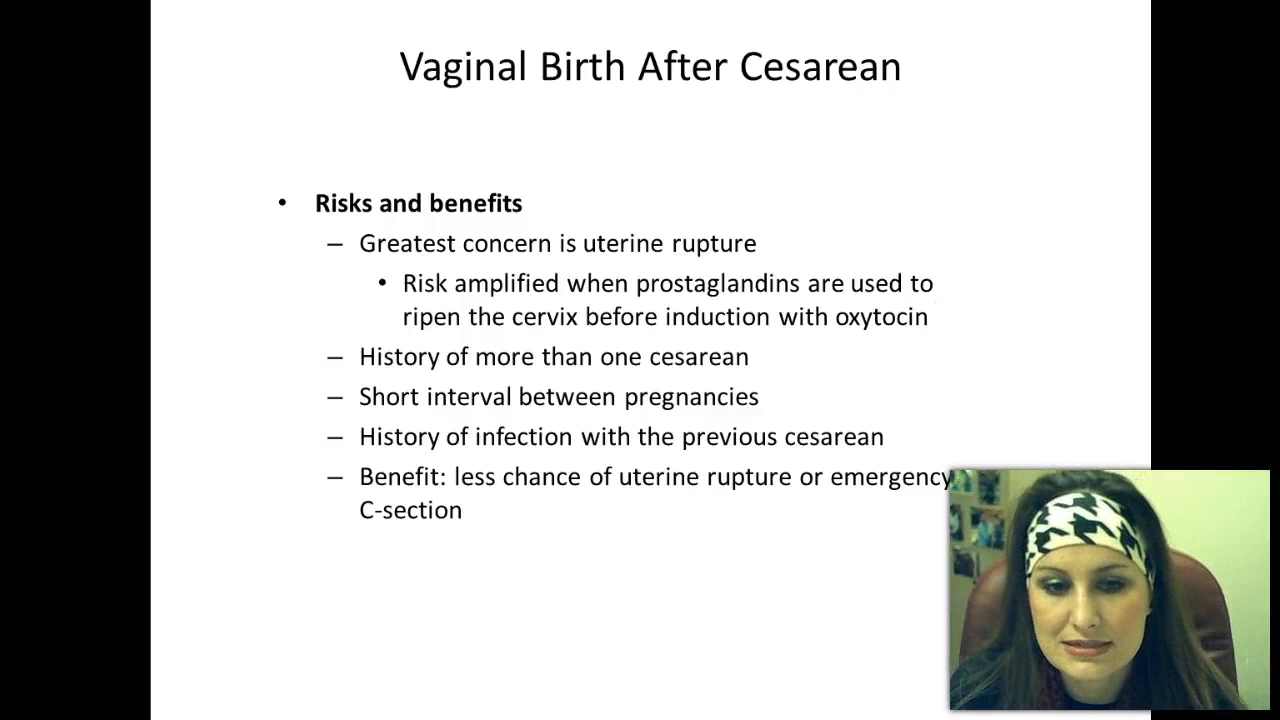 Vaginal Birth After Cesarean
• Risks and benefits
– Greatest concern is uterine rupture
• Risk amplified when prostaglandins are used to
ripen the cervix before induction with oxytocin
– History of more than one cesarean
– Short interval between pregnancies
– History of infection with the previous cesarean
– Benefit: less chance of uterine rupture or emergency
C-section